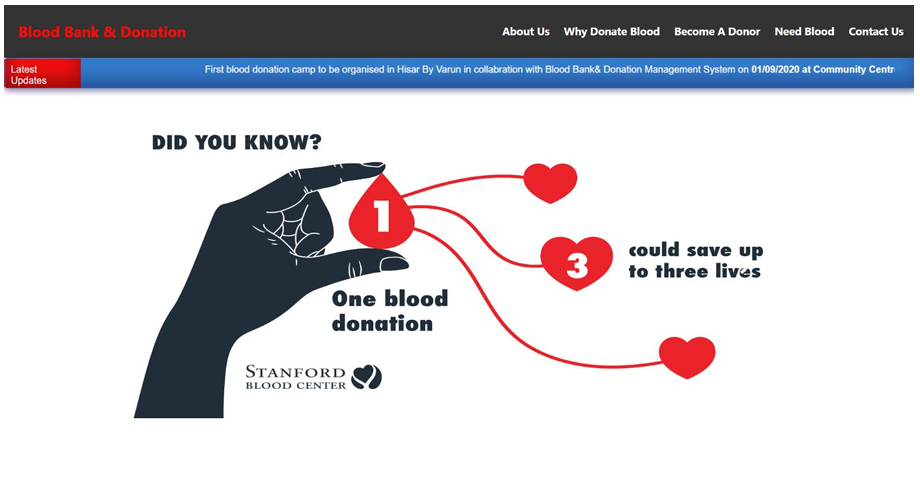 Blood Bank & Donation
About Us Why Donate Blood Become A Donor Need Blood Contact Us
Latest
Updates
First blood donation camp to be organised in Hisar By Varun in collabration with Blood Bank& Donation Management System on 01/09/2020 at Community Centr
DID YOU KNOW?
1
3
could save up
to three lives
One blood
donation
STANFORD
BLOOD CENTER